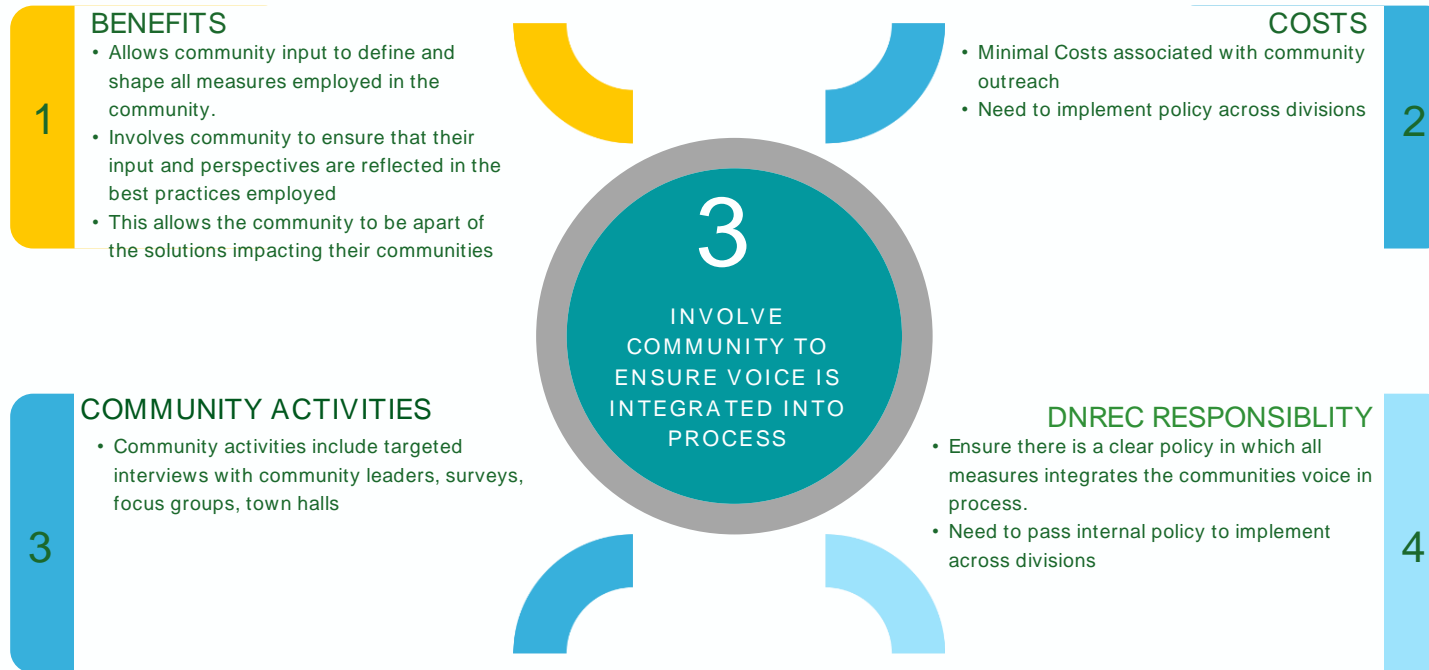 1
BENEFITS
• Allows community input to define and
shape all measures employed in the
community.
• Involves community to ensure that their
input and perspectives are reflected in the
best practices employed
• This allows the community to be apart of
the solutions impacting their communities
COSTS
• Minimal Costs associated with community
outreach
• Need to implement policy across divisions
2
3
INVOLVE
COMMUNITY TO
ENSURE VOICE IS
INTEGRATED INTO
PROCESS
3
COMMUNITY ACTIVITIES
• Community activities include targeted
interviews with community leaders, surveys,
focus groups, town halls
DNREC RESPONSIBLITY
• Ensure there is a clear policy in which all
measures integrates the communities voice in
process.
• Need to pass internal policy to implement
across divisions
4